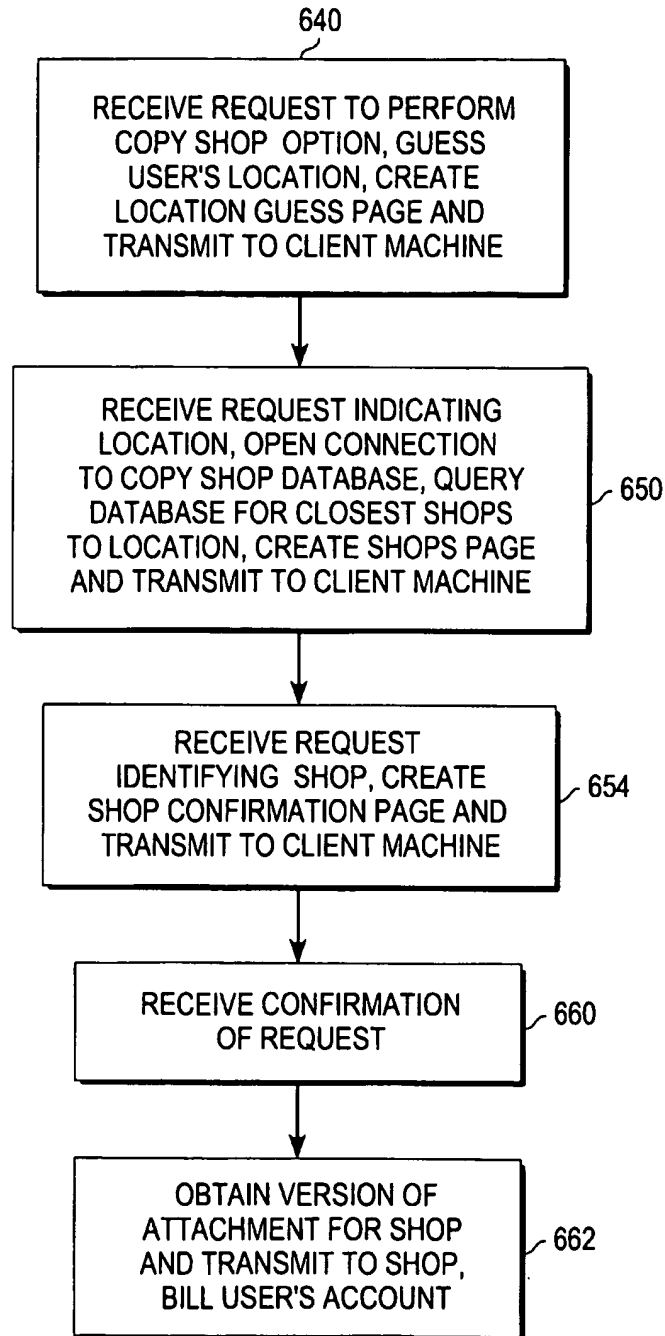 640
RECEIVE REQUEST TO PERFORM
COPY SHOP OPTION, GUESS
USER'S LOCATION, CREATE
LOCATION GUESS PAGE AND
TRANSMIT TO CLIENT MACHINE
RECEIVE REQUEST INDICATING
LOCATION, OPEN CONNECTION
TO COPY SHOP DATABASE, QUERY
DATABASE FOR CLOSEST SHOPS
TO LOCATION, CREATE SHOPS PAGE
AND TRANSMIT TO CLIENT MACHINE
650
RECEIVE REQUEST
IDENTIFYING SHOP, CREATE
SHOP CONFIRMATION PAGE AND
TRANSMIT TO CLIENT MACHINE
654
RECEIVE CONFIRMATION
OF REQUEST
660
OBTAIN VERSION OF
ATTACHMENT FOR SHOP
AND TRANSMIT TO SHOP,
BILL USER'S ACCOUNT
662